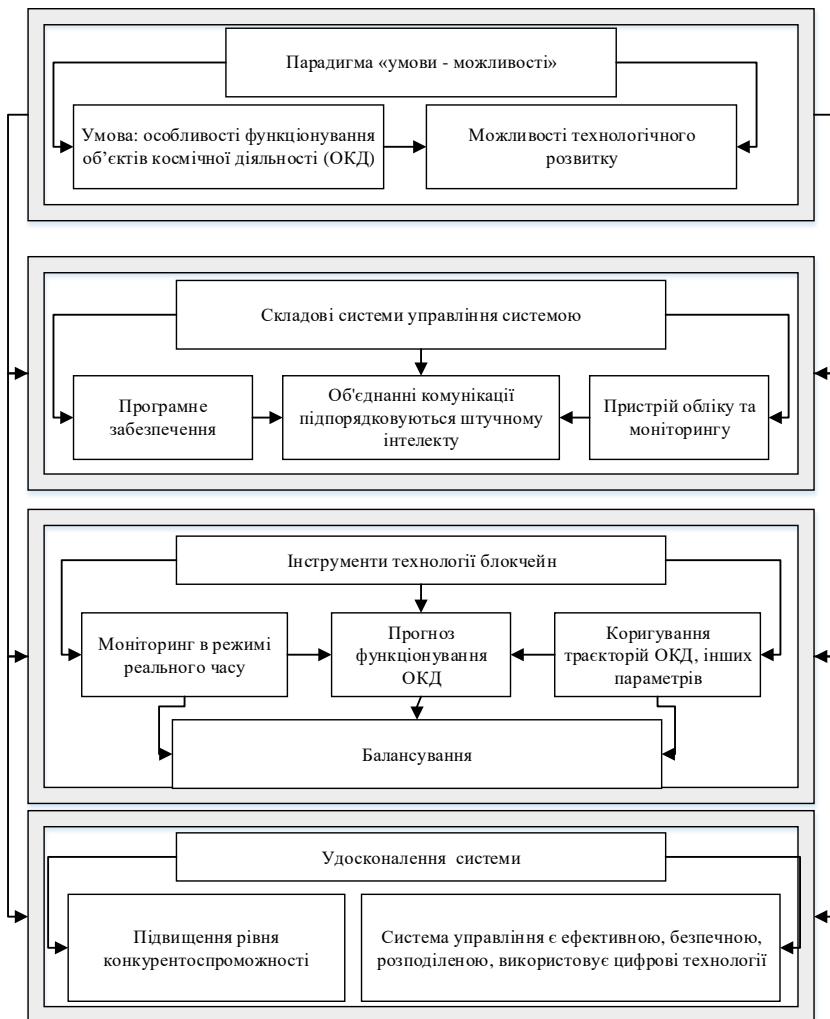 Парадигма «умови - можливості»
Умова: особливості функціонування
об’єктів космічної діяльності (ОКД)
Можливості технологічного
розвитку
Складові системи управління системою
Програмне
забезпечення
Об'єднанні комунікації
підпорядковуються штучному
інтелекту
Пристрій обліку та
моніторингу
Інструменти технології блокчейн
Моніторинг в режимі
реального часу
Прогноз
функціонування
ОКД
Коригування
траєкторій ОКД, інших
параметрів
Балансування
Удосконалення системи
Підвищення рівня
конкурентоспроможності
Система управління є ефективною, безпечною,
розподіленою, використовує цифрові технології